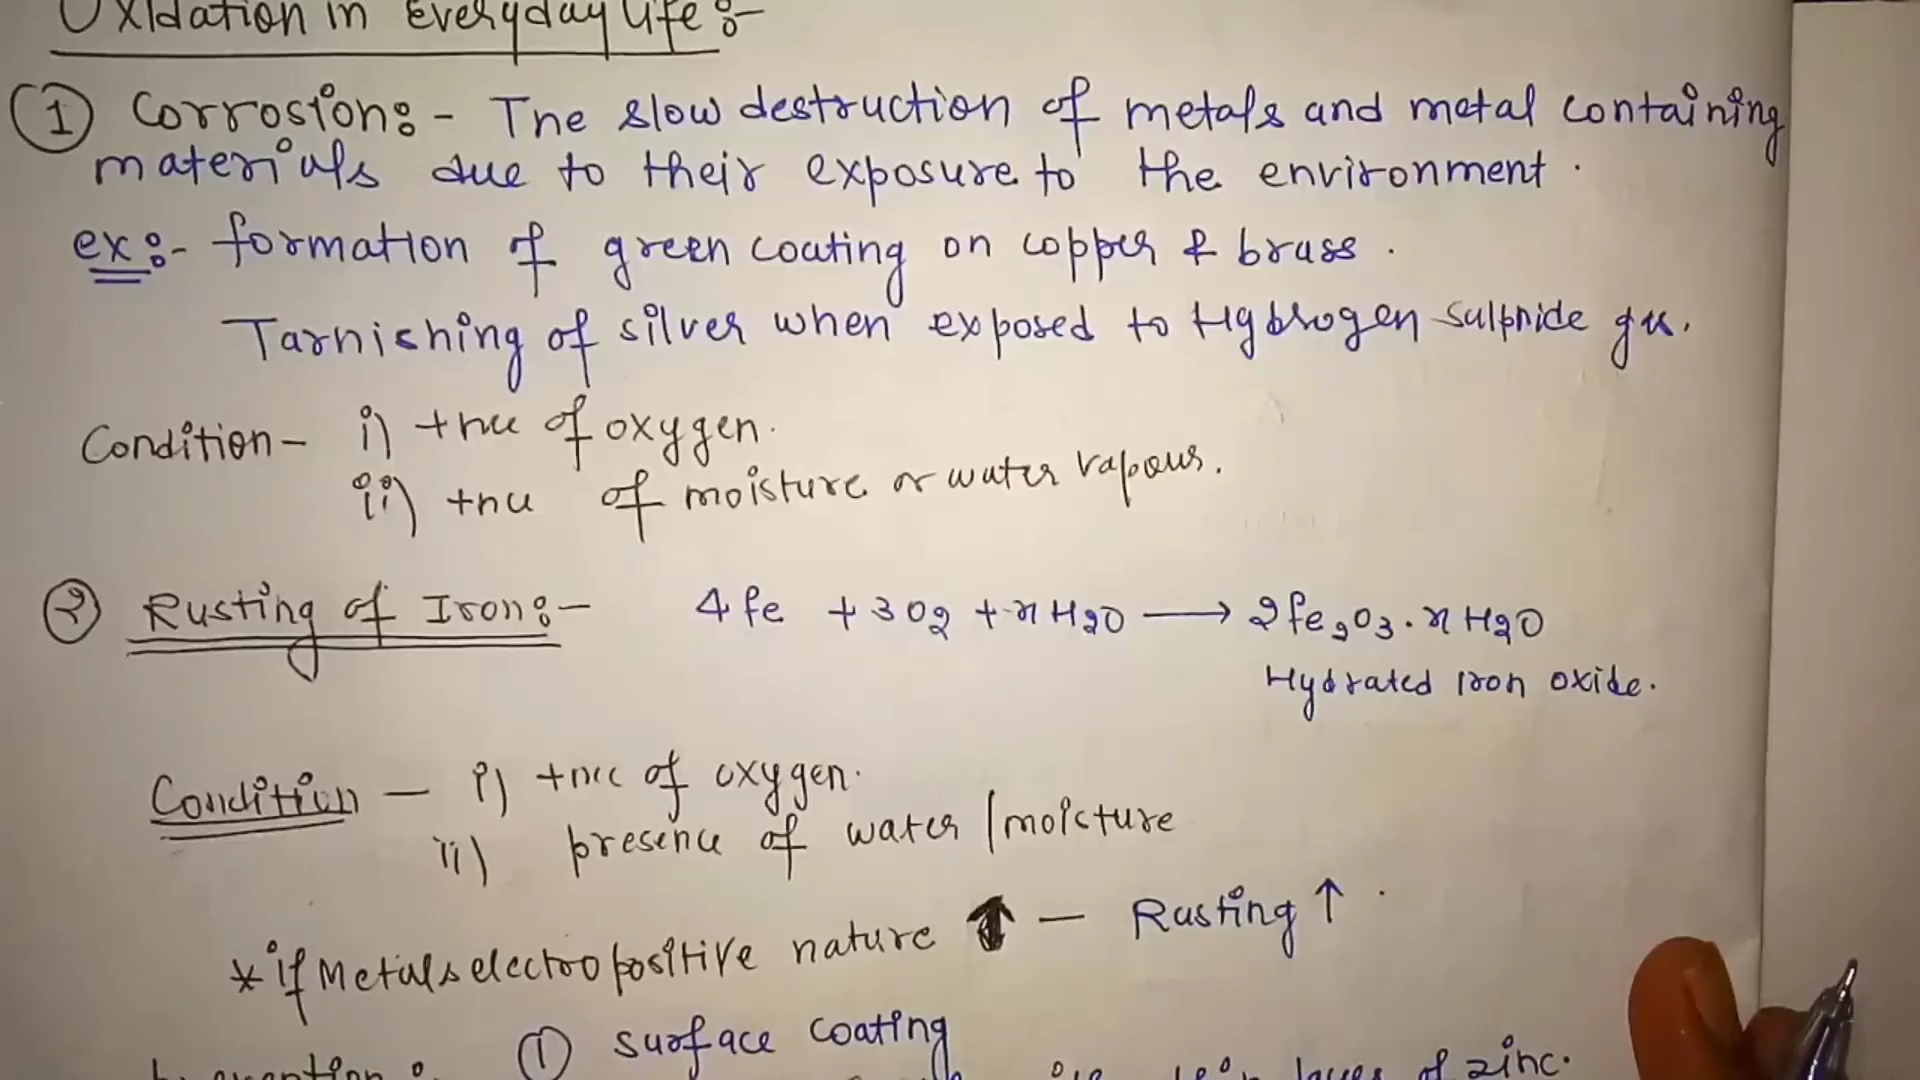 Oxidation in Everyday life :-
① Corrosion :- The slow destruction of metals and metal containing
materials due to their exposure to the environment.
ex :- formation of green coating on copper & brass.
Tarnishing of silver when exposed to Hydrogen sulphide gas.
Condition - i) +nce of oxygen.
ii) +nce of moisture or water vapour.
② Rusting of Iron :- 4Fe + 3O2 + xH2O ⟶ 2Fe2O3.xH2O
Hydrated iron oxide.
Condition - i) +nce of oxygen.
ii) presence of water / moisture
* if Metals electropositive nature ↑ - Rusting ↑
① surface coating
layer of zinc.